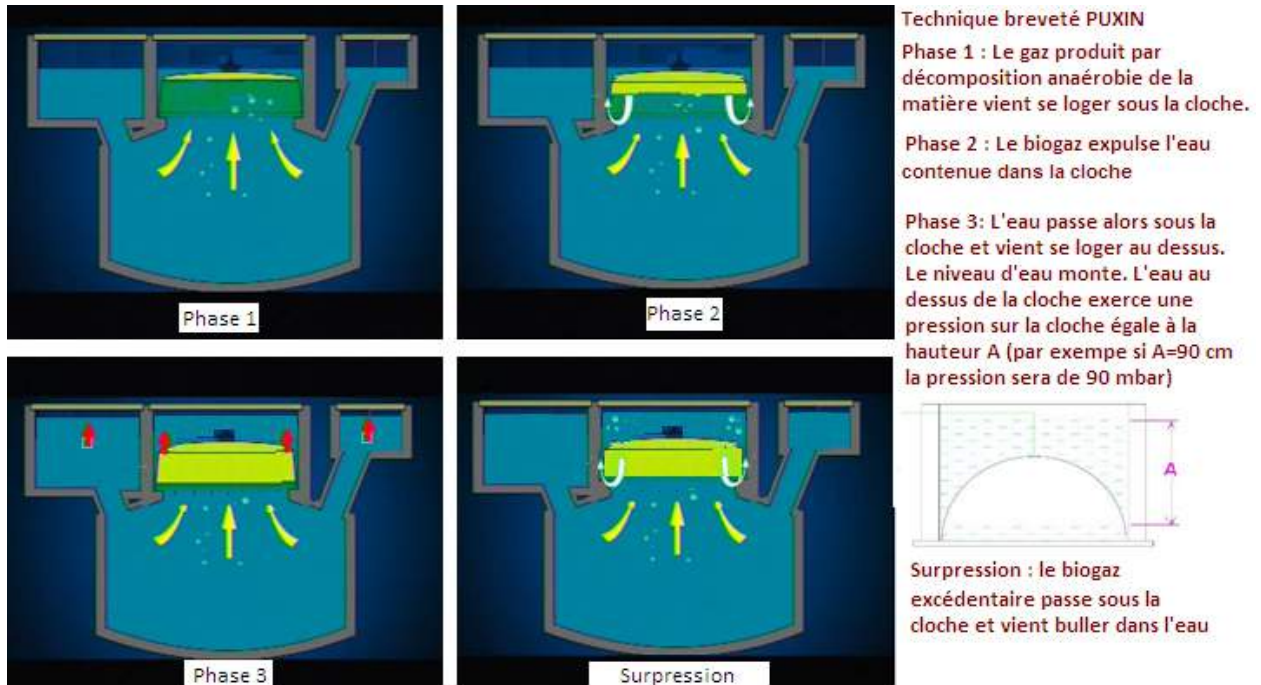 Technique breveté PUXIN
Phase 1 : Le gaz produit par
décomposition anaérobie de la
matière vient se loger sous la cloche.
Phase 2 : Le biogaz expulse l'eau
contenue dans la cloche
Phase 3: L'eau passe alors sous la
cloche et vient se loger au dessus.
Le niveau d'eau monte. L'eau au
dessus de la cloche exerce une
pression sur la cloche égale à la
hauteur A (par exempe si A=90 cm
la pression sera de 90 mbar)
A
Surpression : le biogaz
excédentaire passe sous la
cloche et vient buller dans l'eau
Phase 1
Phase 2
Phase 3
Surpression